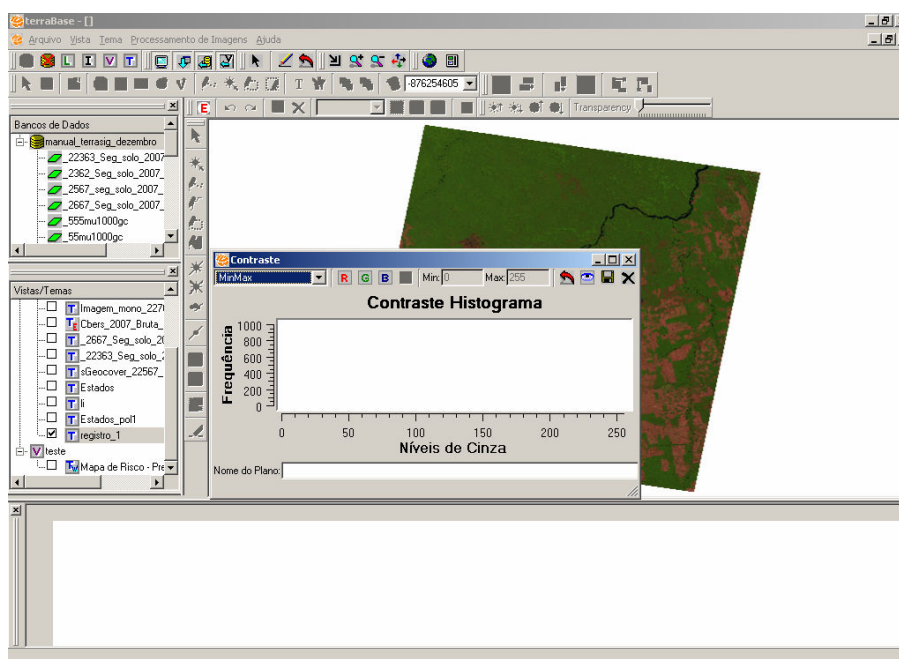 terraBase - []
Arquivo Vista Tema Processamento de Imagens Ajuda
L I V T
T -876254605
E Transparency
Bancos de Dados
manual_terrasig_dezembro
_22363_Seg_solo_2007
_2362_Seg_solo_2007_
_2567_seg_solo_2007_
_2667_Seg_solo_2007_
_555mu1000gc
_55mu1000gc
Vistas/Temas
T Imagem_mono_227
T Cbers_2007_Bruta_
T _2667_Seg_solo_20
T _22363_Seg_solo_2
T sGeocover_22567_
T Estados
T li
T Estados_pol1
T registro_1
V teste
Mapa de Risco - Pre
Contraste
MinMax R G B Min: 0 Max: 255
Contraste Histograma
Frequência
1000
800
600
400
200
0
0 50 100 150 200 250
Níveis de Cinza
Nome do Plano: